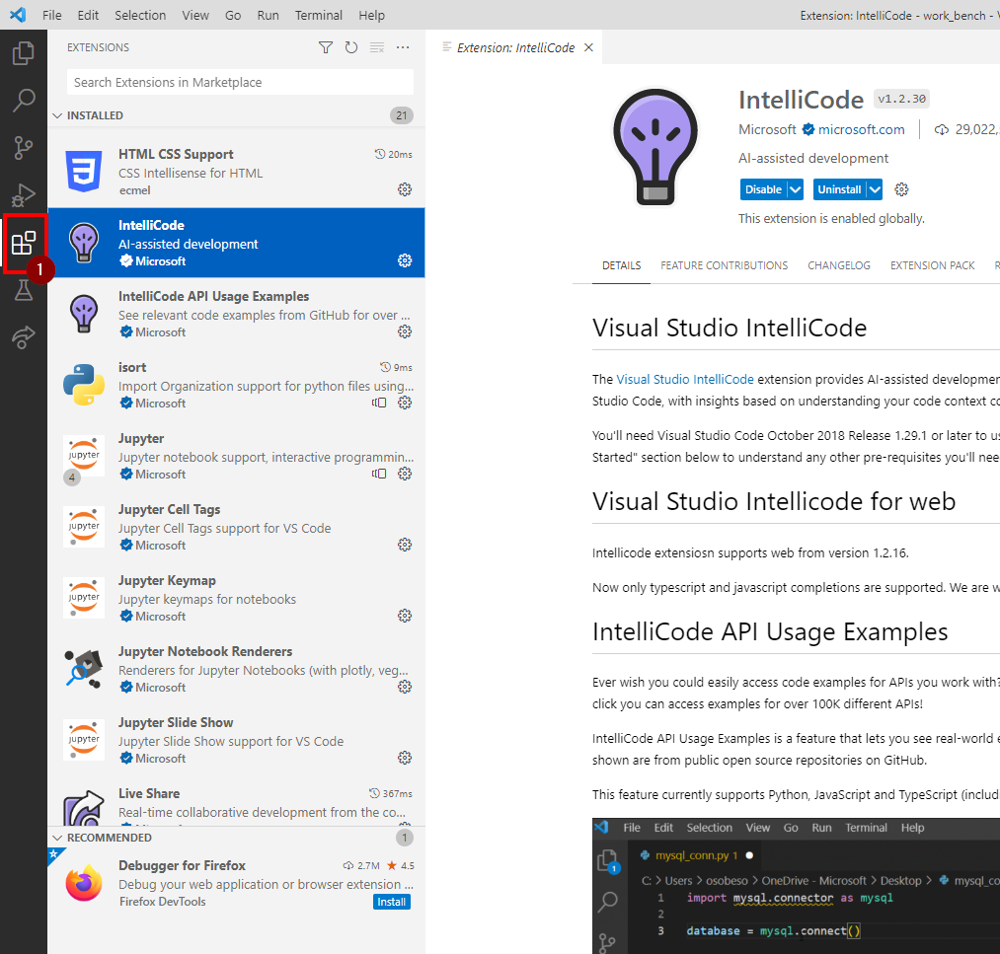 File Edit Selection View Go Run Terminal Help
Extension: IntelliCode - work_bench -
EXTENSIONS
Search Extensions in Marketplace
INSTALLED 21
HTML CSS Support 20ms
CSS Intellisense for HTML
ecmel
IntelliCode
AI-assisted development
Microsoft
IntelliCode API Usage Examples
See relevant code examples from GitHub for over ...
Microsoft
isort 9ms
Import Organization support for python files using...
Microsoft
Jupyter
Jupyter notebook support, interactive programmin...
Microsoft
4
Jupyter Cell Tags
Jupyter Cell Tags support for VS Code
Microsoft
Jupyter Keymap
Jupyter keymaps for notebooks
Microsoft
Jupyter Notebook Renderers
Renderers for Jupyter Notebooks (with plotly, veg...
Microsoft
Jupyter Slide Show
Jupyter Slide Show support for VS Code
Microsoft
Live Share 367ms
Real-time collaborative development from the co...
RECOMMENDED 1
Debugger for Firefox 2.7M 4.5
Debug your web application or browser extension ...
Firefox DevTools Install
1
jupyter
jupyter
jupyter
jupyter
Extension: IntelliCode
IntelliCode v1.2.30
Microsoft microsoft.com 29,022,
AI-assisted development
Disable Uninstall
This extension is enabled globally.
DETAILS FEATURE CONTRIBUTIONS CHANGELOG EXTENSION PACK R
Visual Studio IntelliCode
The Visual Studio IntelliCode extension provides AI-assisted developmen
Studio Code, with insights based on understanding your code context co
You'll need Visual Studio Code October 2018 Release 1.29.1 or later to us
Started" section below to understand any other pre-requisites you'll nee
Visual Studio Intellicode for web
Intellicode extensiosn supports web from version 1.2.16.
Now only typescript and javascript completions are supported. We are w
IntelliCode API Usage Examples
Ever wish you could easily access code examples for APIs you work with?
click you can access examples for over 100K different APIs!
IntelliCode API Usage Examples is a feature that lets you see real-world e
shown are from public open source repositories on GitHub.
This feature currently supports Python, JavaScript and TypeScript (includ
File Edit Selection View Go Run Terminal Help
mysql_conn.py 1
1
C: > Users > osobeso > OneDrive - Microsoft > Desktop > mysql_co
1 import mysql.connector as mysql
2
3 database = mysql.connect()